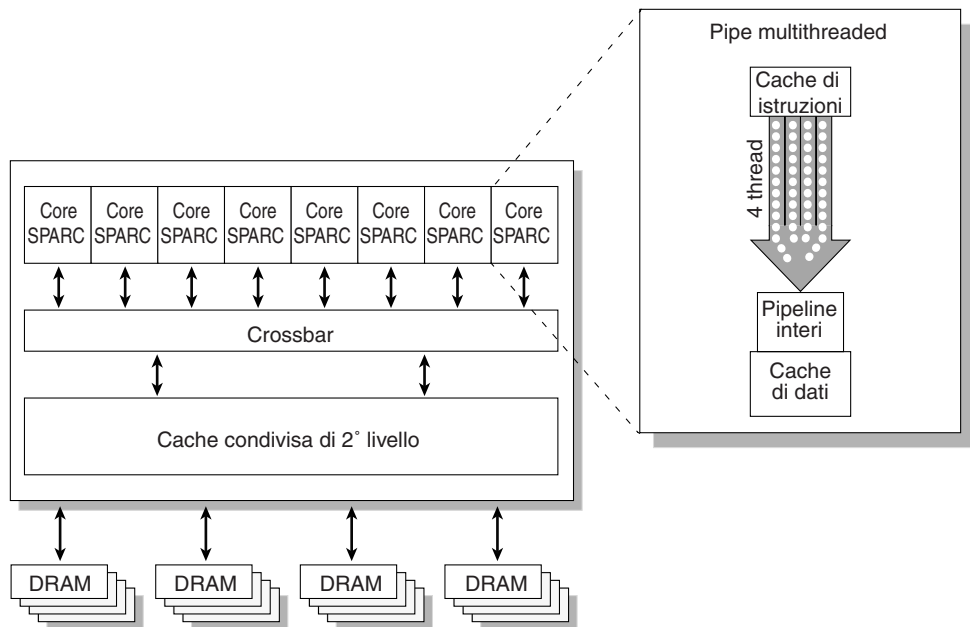 Pipe multithreaded
Cache di
istruzioni
4 thread
Pipeline
interi
Cache
di dati
Core
SPARC
Core
SPARC
Core
SPARC
Core
SPARC
Core
SPARC
Core
SPARC
Core
SPARC
Core
SPARC
Crossbar
Cache condivisa di 2° livello
DRAM
DRAM
DRAM
DRAM